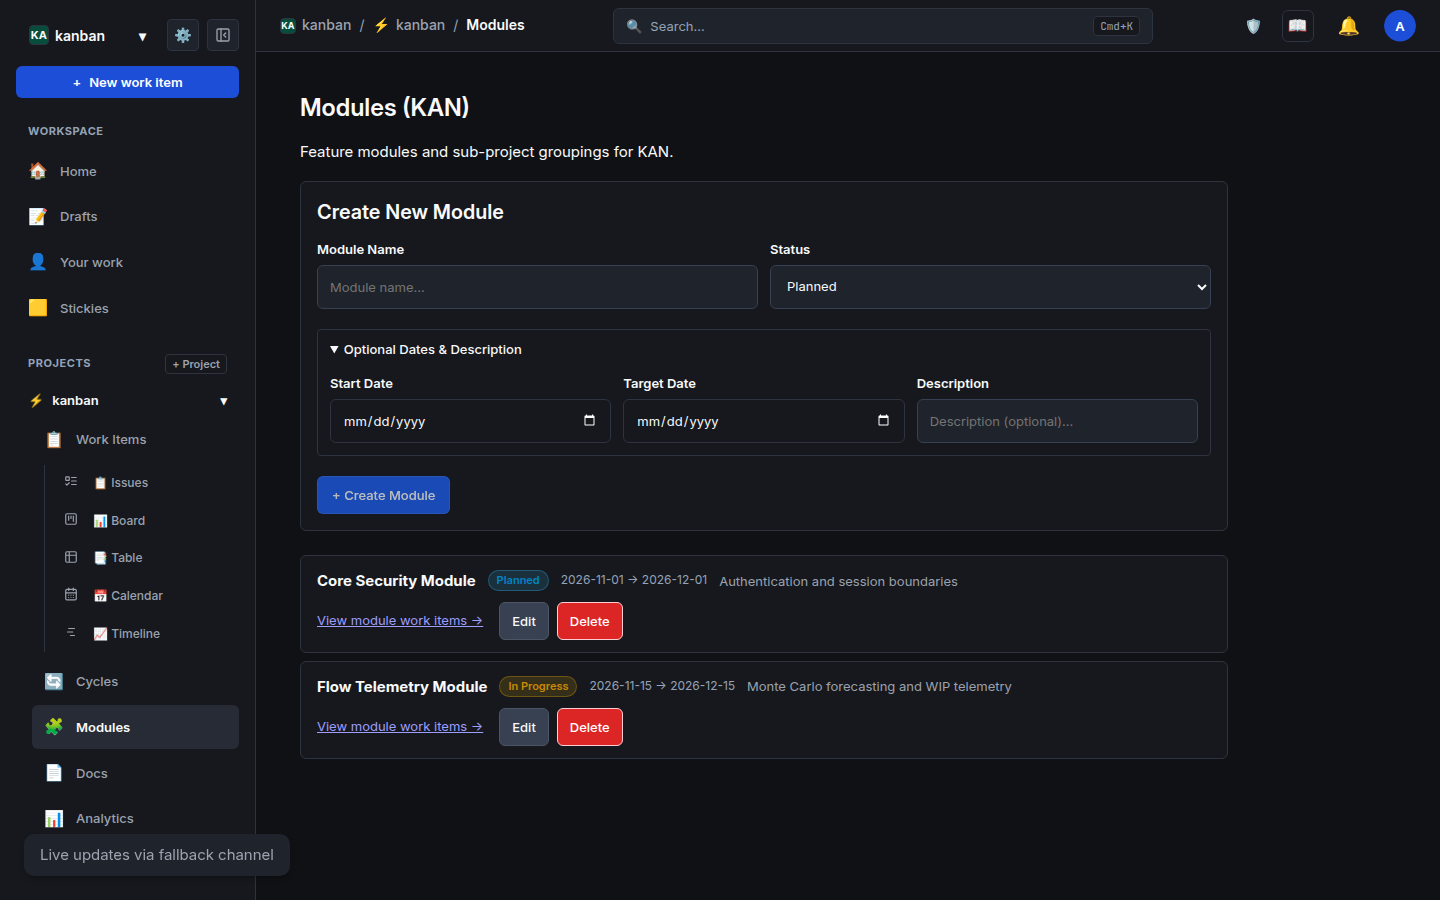 KA kanban ▾
+ New work item
WORKSPACE
Home
Drafts
Your work
Stickies
PROJECTS
+ Project
kanban ▾
Work Items
Issues
Board
Table
Calendar
Timeline
Cycles
Modules
Docs
Analytics
Live updates via fallback channel
KA kanban / kanban / Modules
Search...
Cmd+K
A
Modules (KAN)
Feature modules and sub-project groupings for KAN.
Create New Module
Module Name
Status
Module name...
Planned
▼ Optional Dates & Description
Start Date
Target Date
Description
mm/dd/yyyy
mm/dd/yyyy
Description (optional)...
+ Create Module
Core Security Module Planned 2026-11-01 → 2026-12-01 Authentication and session boundaries
View module work items → Edit Delete
Flow Telemetry Module In Progress 2026-11-15 → 2026-12-15 Monte Carlo forecasting and WIP telemetry
View module work items → Edit Delete